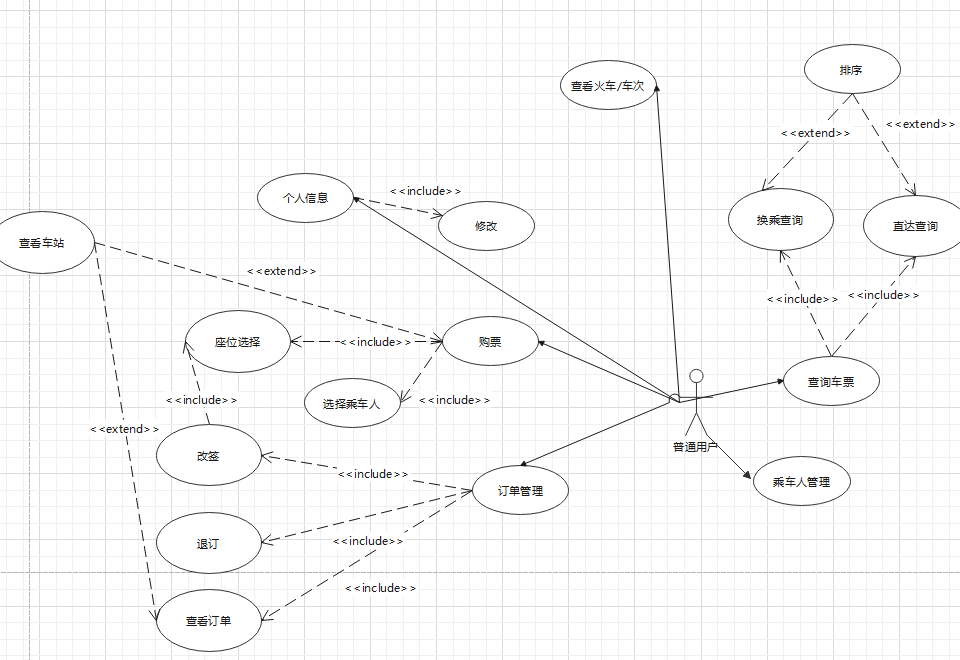 排序
查看火车/车次
<<extend>>
<<extend>>
个人信息
<<include>>
修改
换乘查询
直达查询
查看车站
<<extend>>
<<include>>
<<include>>
座位选择
<<include>>
购票
查询车票
选择乘车人
<<include>>
<<include>>
<<extend>>
普通用户
改签
<<include>>
乘车人管理
订单管理
退订
<<include>>
<<include>>
查看订单